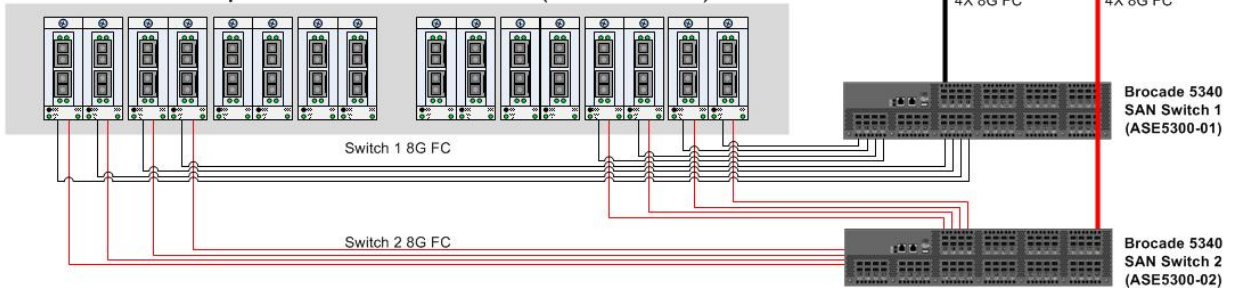 4X 8G FC
4X 8G FC
Brocade 5340
SAN Switch 1
(ASE5300-01)
Switch 1 8G FC
Switch 2 8G FC
Brocade 5340
SAN Switch 2
(ASE5300-02)